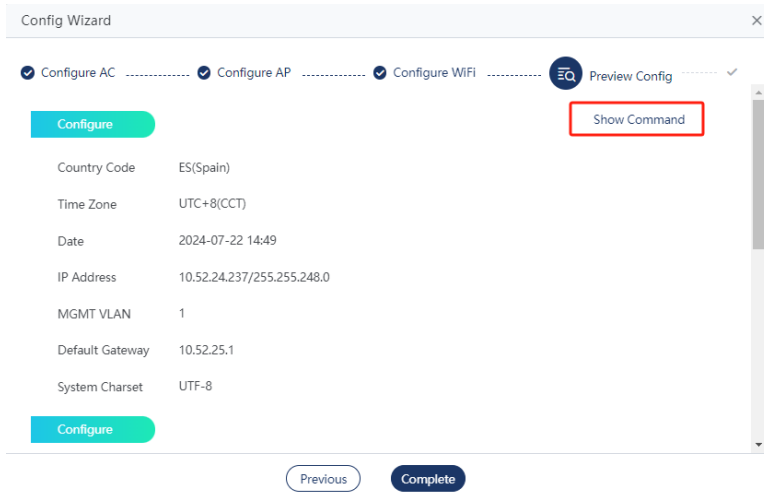 Config Wizard
Configure AC Configure AP Configure WiFi Preview Config
Configure
Show Command
Country Code ES(Spain)
Time Zone UTC+8(CCT)
Date 2024-07-22 14:49
IP Address 10.52.24.237/255.255.248.0
MGMT VLAN 1
Default Gateway 10.52.25.1
System Charset UTF-8
Configure
Previous Complete